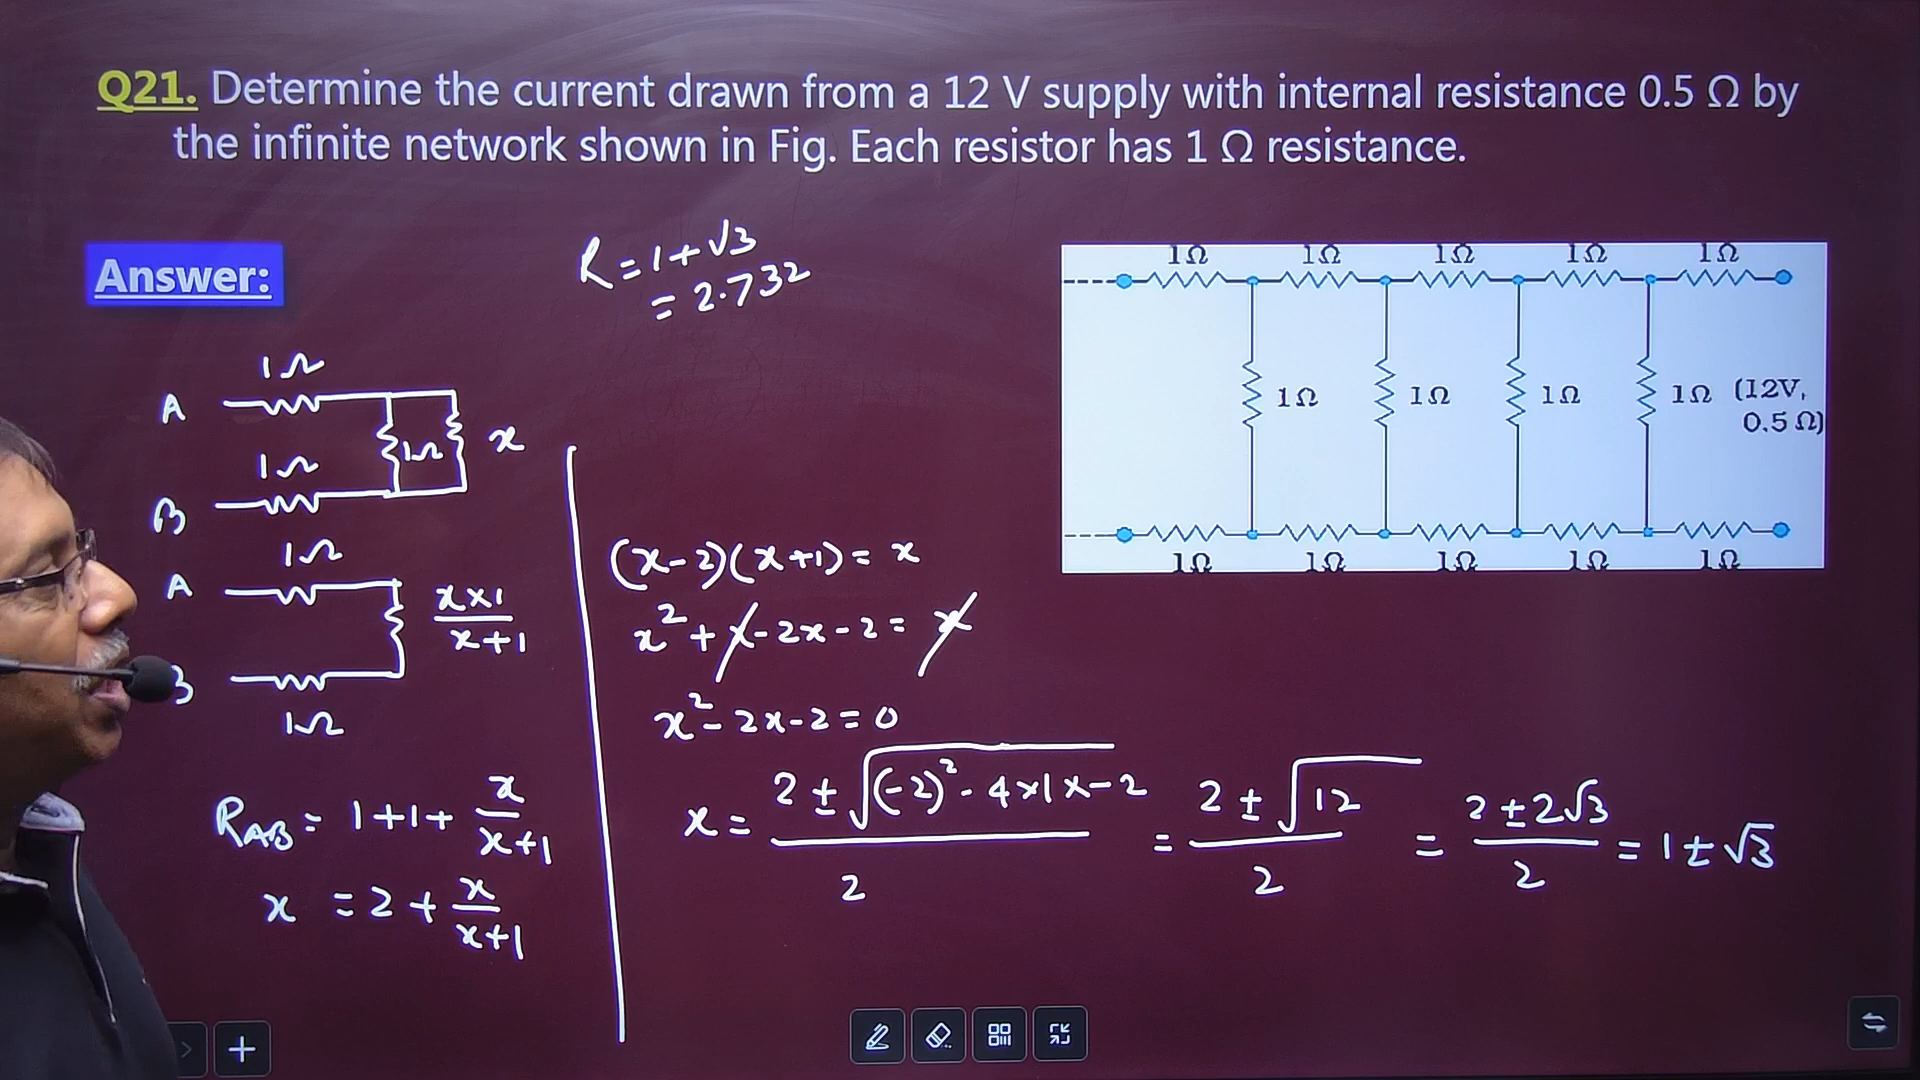 Q21. Determine the current drawn from a 12 V supply with internal resistance 0.5 Ω by
the infinite network shown in Fig. Each resistor has 1 Ω resistance.
Answer:
R = 1+√3
= 2.732
1Ω 1Ω 1Ω 1Ω 1Ω
1Ω 1Ω 1Ω 1Ω (12V,
0.5 Ω)
1Ω 1Ω 1Ω 1Ω 1Ω
1Ω
A
1Ω x
1Ω
B
1Ω
A
x×1
x+1
B
1Ω
R_AB = 1+1+ x/(x+1)
x = 2 + x/(x+1)
(x-2)(x+1) = x
x² + x - 2x - 2 = x
x² - 2x - 2 = 0
x = (2 ± √((-2)² - 4×1×-2))/2 = (2 ± √12)/2 = (2 ± 2√3)/2 = 1 ± √3